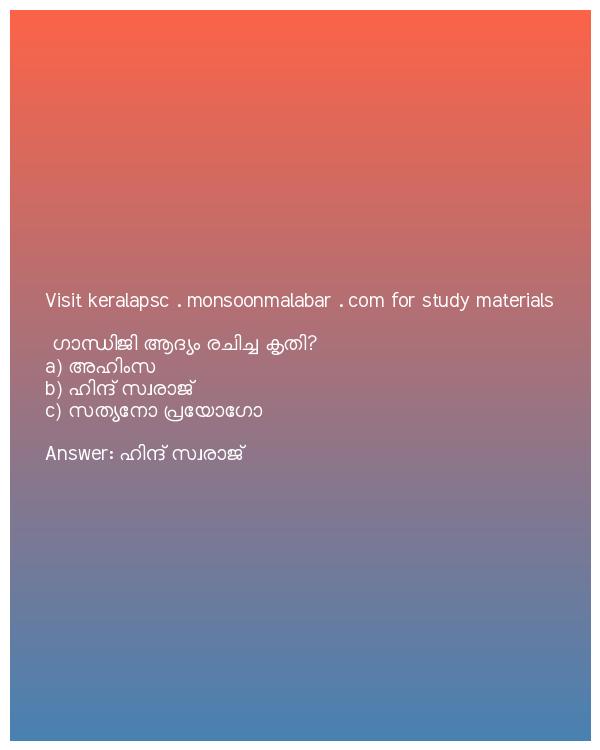 Visit keralapsc . monsoonmalabar . com for study materials
ഗാന്ധിജി ആദ്യം രചിച്ച കൃതി?
a) അഹിംസ
b) ഹിന്ദ് സ്വരാജ്
c) സത്യനോ പ്രയോഗോ
Answer: ഹിന്ദ് സ്വരാജ്